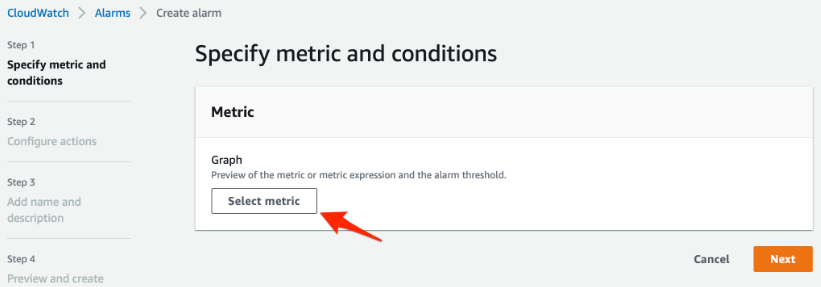 CloudWatch > Alarms > Create alarm
Step 1
Specify metric and
conditions
Step 2
Configure actions
Step 3
Add name and
description
Step 4
Preview and create
Specify metric and conditions
Metric
Graph
Preview of the metric or metric expression and the alarm threshold.
Select metric
Cancel Next